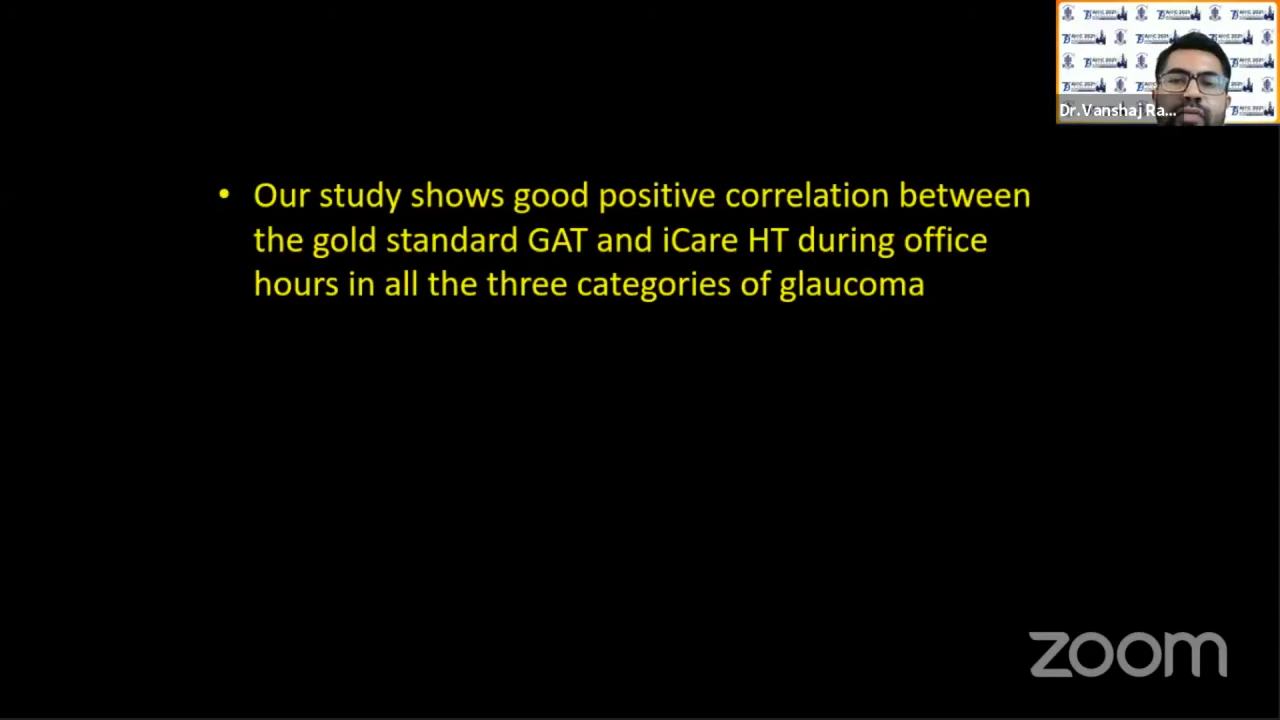 Dr.Vanshaj Ra...
• Our study shows good positive correlation between
the gold standard GAT and iCare HT during office
hours in all the three categories of glaucoma
zoom